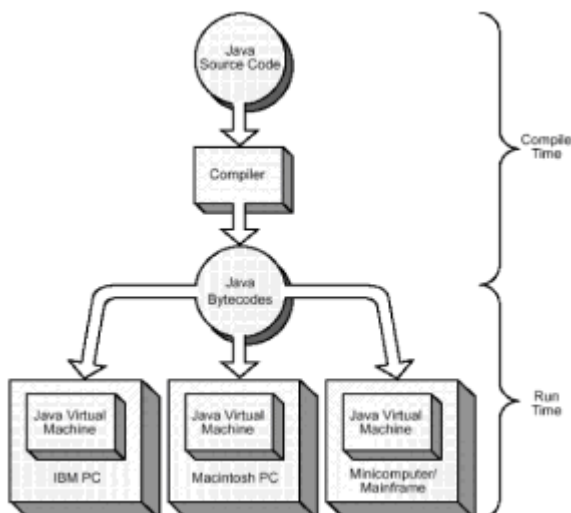 Java
Source Code
Compiler
Compile
Time
Java
Bytecodes
Java Virtual
Machine
IBM PC
Java Virtual
Machine
Macintosh PC
Java Virtual
Machine
Minicomputer/
Mainframe
Run
Time